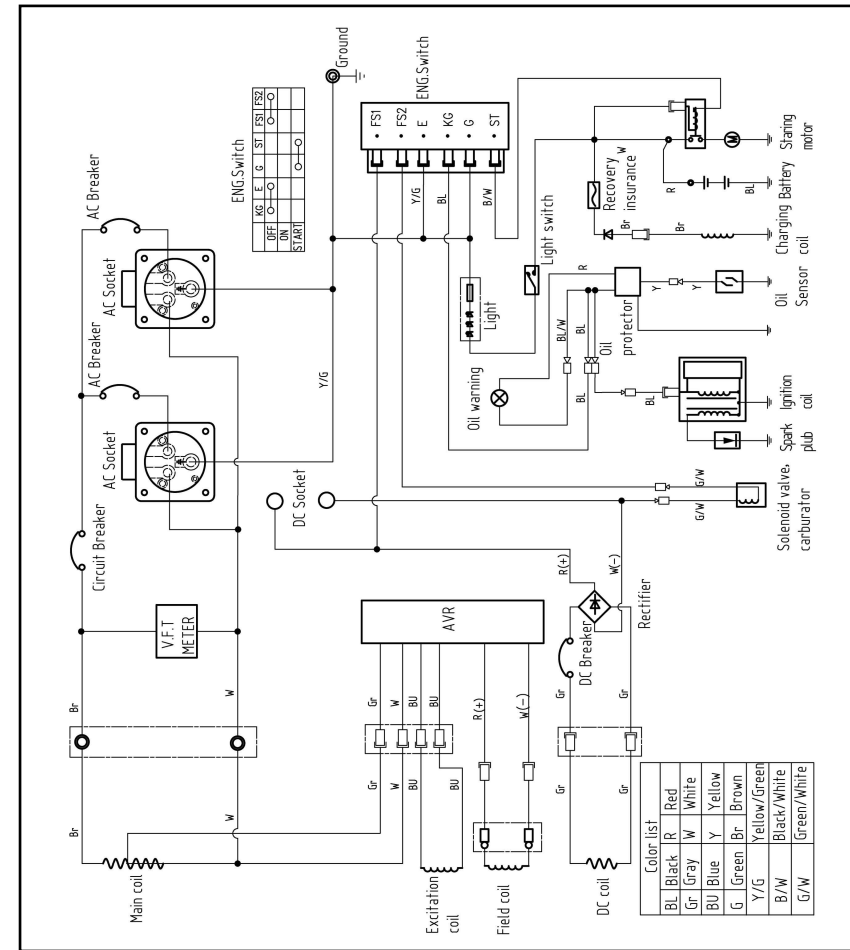 Ground
ENG.Switch
KG E G ST FS1 FS2
OFF
ON
START
ENG.Switch
FS1
FS2
E
KG
G
ST
AC Breaker
AC Socket
AC Breaker
AC Socket
Circuit Breaker
V.F.T
METER
Br
W
Br
W
Main coil
Y/G
Y/G
BL
B/W
Light switch
Light
Recovery
insurance
W
Br
Br
R
BL
Staring
motor
M
Battery
Charging
coil
Oil
Sensor
Y
Y
R
BL/W
BL
Oil
protector
Oil warning
BL
BL
Ignition
coil
Spark
plub
DC Socket
G/W
G/W
Solenoid valve,
carburator
R(+)
W(-)
Rectifier
DC Breaker
AVR
Gr
W
BU
BU
R(+)
W(-)
Gr
W
BU
BU
Excitation
coil
Field coil
Gr
Gr
Gr
Gr
DC coil
Color list
BL Black R Red
Gr Gray W White
BU Blue Y Yellow
G Green Br Brown
Y/G Yellow/Green
B/W Black/White
G/W Green/White